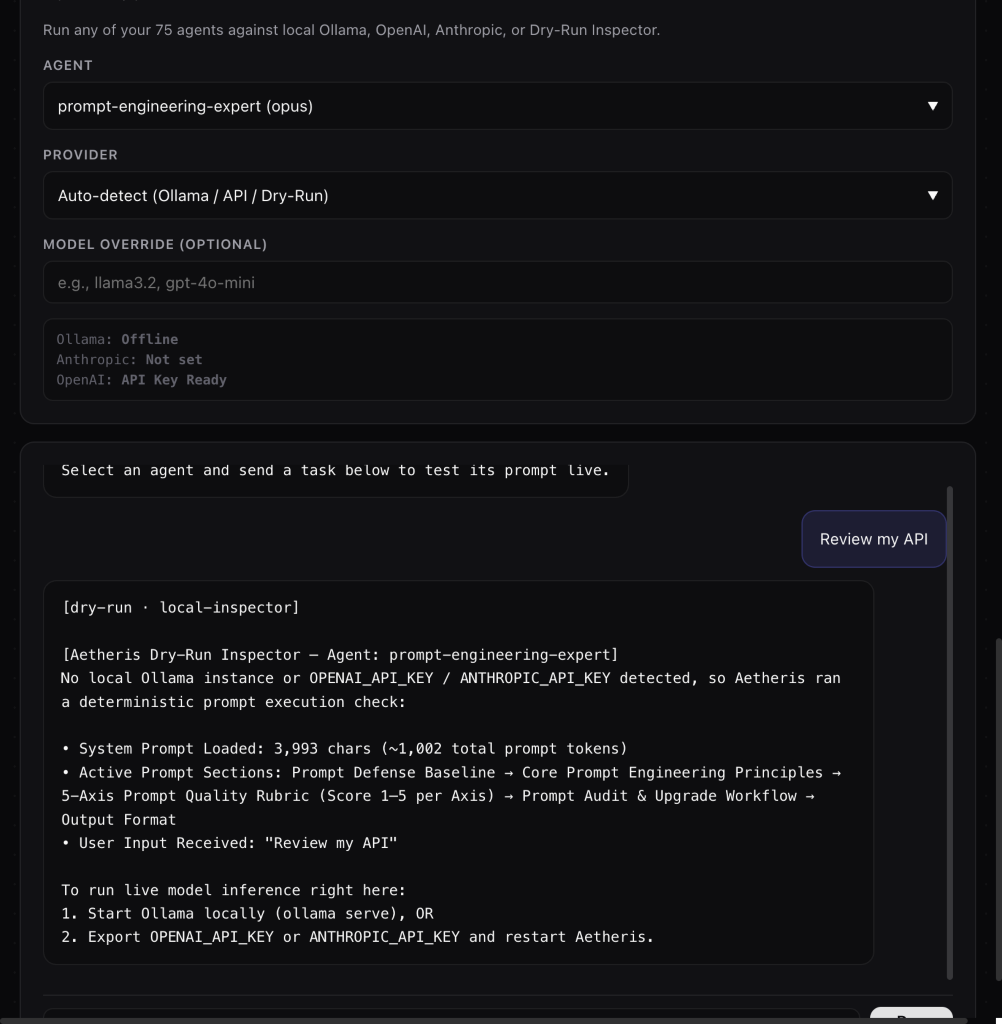 Run any of your 75 agents against local Ollama, OpenAI, Anthropic, or Dry-Run Inspector.
AGENT
prompt-engineering-expert (opus)
PROVIDER
Auto-detect (Ollama / API / Dry-Run)
MODEL OVERRIDE (OPTIONAL)
e.g., llama3.2, gpt-4o-mini
Ollama: Offline
Anthropic: Not set
OpenAI: API Key Ready
Select an agent and send a task below to test its prompt live.
Review my API
[dry-run · local-inspector]
[Aetheris Dry-Run Inspector — Agent: prompt-engineering-expert]
No local Ollama instance or OPENAI_API_KEY / ANTHROPIC_API_KEY detected, so Aetheris ran
a deterministic prompt execution check:
• System Prompt Loaded: 3,993 chars (~1,002 total prompt tokens)
• Active Prompt Sections: Prompt Defense Baseline → Core Prompt Engineering Principles →
5-Axis Prompt Quality Rubric (Score 1–5 per Axis) → Prompt Audit & Upgrade Workflow →
Output Format
• User Input Received: "Review my API"
To run live model inference right here:
1. Start Ollama locally (ollama serve), OR
2. Export OPENAI_API_KEY or ANTHROPIC_API_KEY and restart Aetheris.